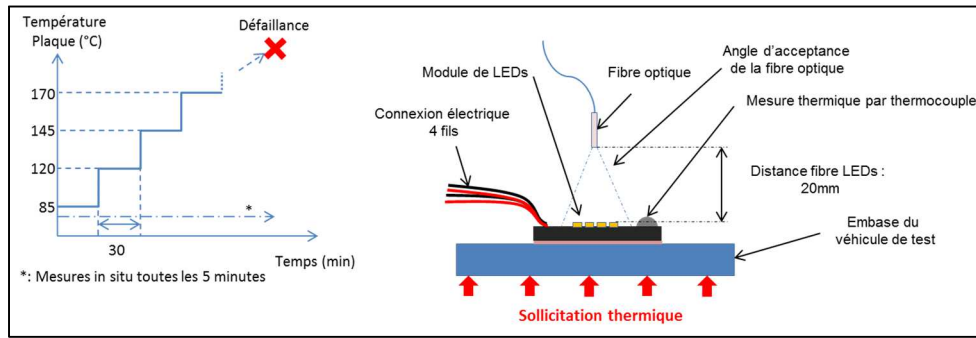 Température
Plaque (°C)
Défaillance
170
145
120
85
*
30
Temps (min)
*: Mesures in situ toutes les 5 minutes
Module de LEDs
Fibre optique
Angle d'acceptance
de la fibre optique
Mesure thermique par thermocouple
Connexion électrique
4 fils
Distance fibre LEDs :
20mm
Embase du
véhicule de test
Sollicitation thermique